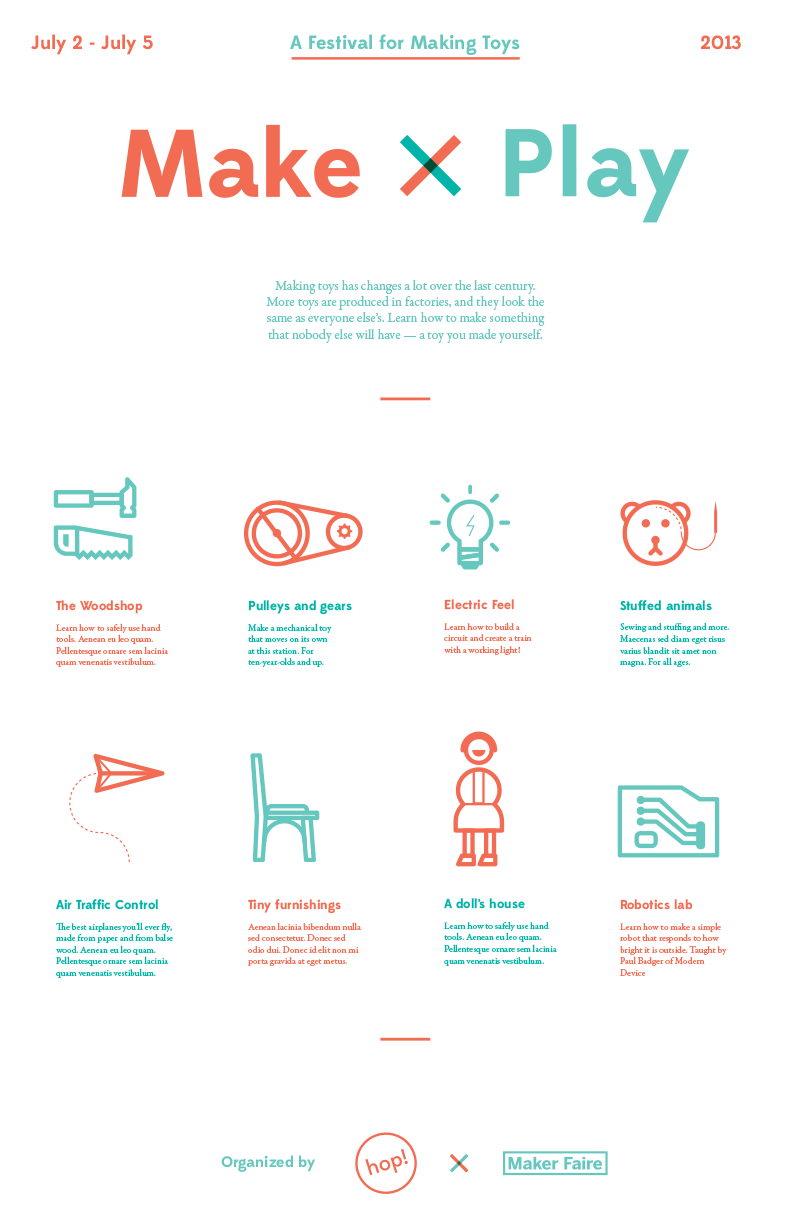 July 2 - July 5
A Festival for Making Toys
2013
Make × Play
Making toys has changes a lot over the last century.
More toys are produced in factories, and they look the
same as everyone else's. Learn how to make something
that nobody else will have — a toy you made yourself.
The Woodshop
Learn how to safely use hand
tools. Aenean eu leo quam.
Pellentesque ornare sem lacinia
quam venenatis vestibulum.
Pulleys and gears
Make a mechanical toy
that moves on its own
at this station. For
ten-year-olds and up.
Electric Feel
Learn how to build a
circuit and create a train
with a working light!
Stuffed animals
Sewing and stuffing and more.
Maecenas sed diam eget risus
varius blandit sit amet non
magna. For all ages.
Air Traffic Control
The best airplanes you'll ever fly,
made from paper and from balse
wood. Aenean eu leo quam.
Pellentesque ornare sem lacinia
quam venenatis vestibulum.
Tiny furnishings
Aenean lacinia bibendum nulla
sed consectetur. Donec sed
odio dui. Donec id elit non mi
porta gravida at eget metus.
A doll's house
Learn how to safely use hand
tools. Aenean eu leo quam.
Pellentesque ornare sem lacinia
quam venenatis vestibulum.
Robotics lab
Learn how to make a simple
robot that responds to how
bright it is outside. Taught by
Paul Badger of Modern
Device
Organized by
hop!
×
Maker Faire